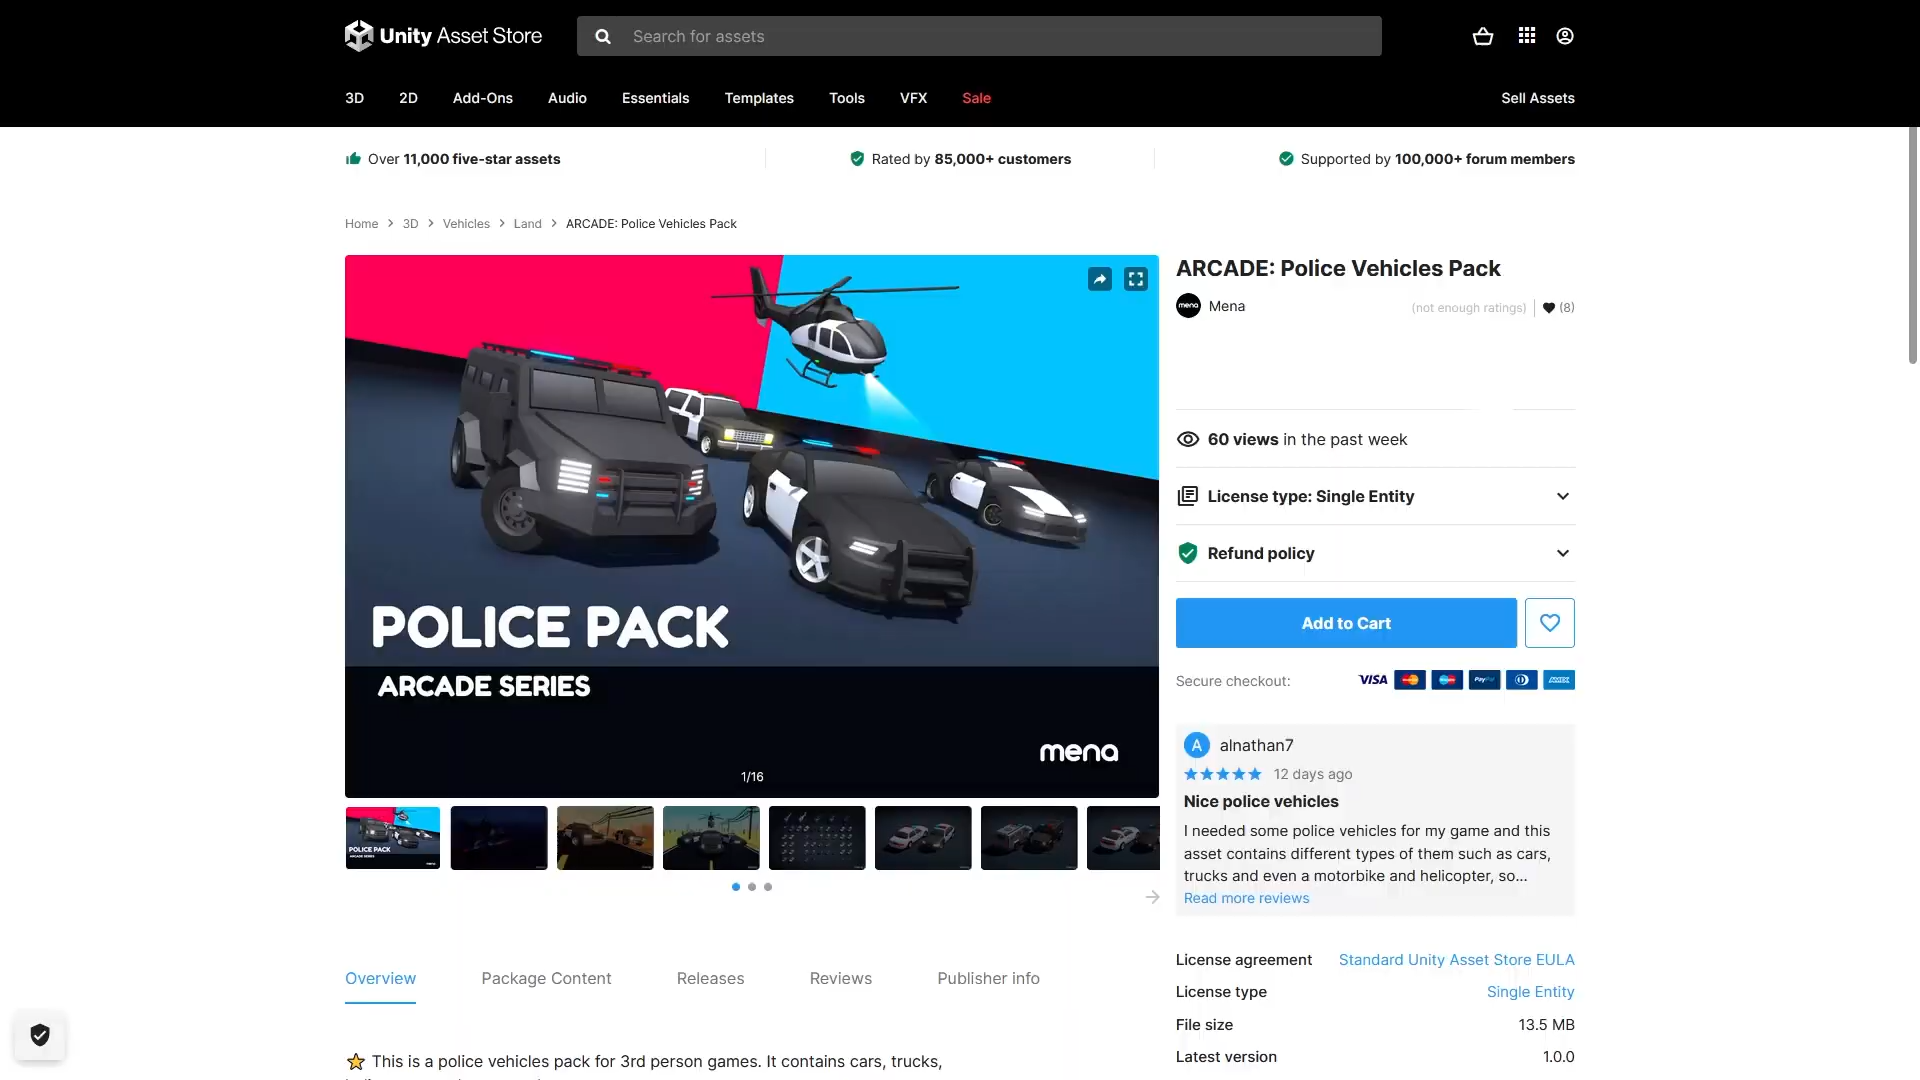 Unity Asset Store
Search for assets
3D 2D Add-Ons Audio Essentials Templates Tools VFX Sale Sell Assets
Over 11,000 five-star assets
Rated by 85,000+ customers
Supported by 100,000+ forum members
Home > 3D > Vehicles > Land > ARCADE: Police Vehicles Pack
POLICE PACK
ARCADE SERIES
mena
1/16
POLICE PACK
ARCADE: Police Vehicles Pack
mena
Mena
(not enough ratings)
(8)
60 views in the past week
License type: Single Entity
Refund policy
Add to Cart
Secure checkout:
VISA
PayPal
AMEX
A
alnathan7
12 days ago
Nice police vehicles
I needed some police vehicles for my game and this
asset contains different types of them such as cars,
trucks and even a motorbike and helicopter, so...
Read more reviews
License agreement Standard Unity Asset Store EULA
License type Single Entity
File size 13.5 MB
Latest version 1.0.0
Overview Package Content Releases Reviews Publisher info
This is a police vehicles pack for 3rd person games. It contains cars, trucks,